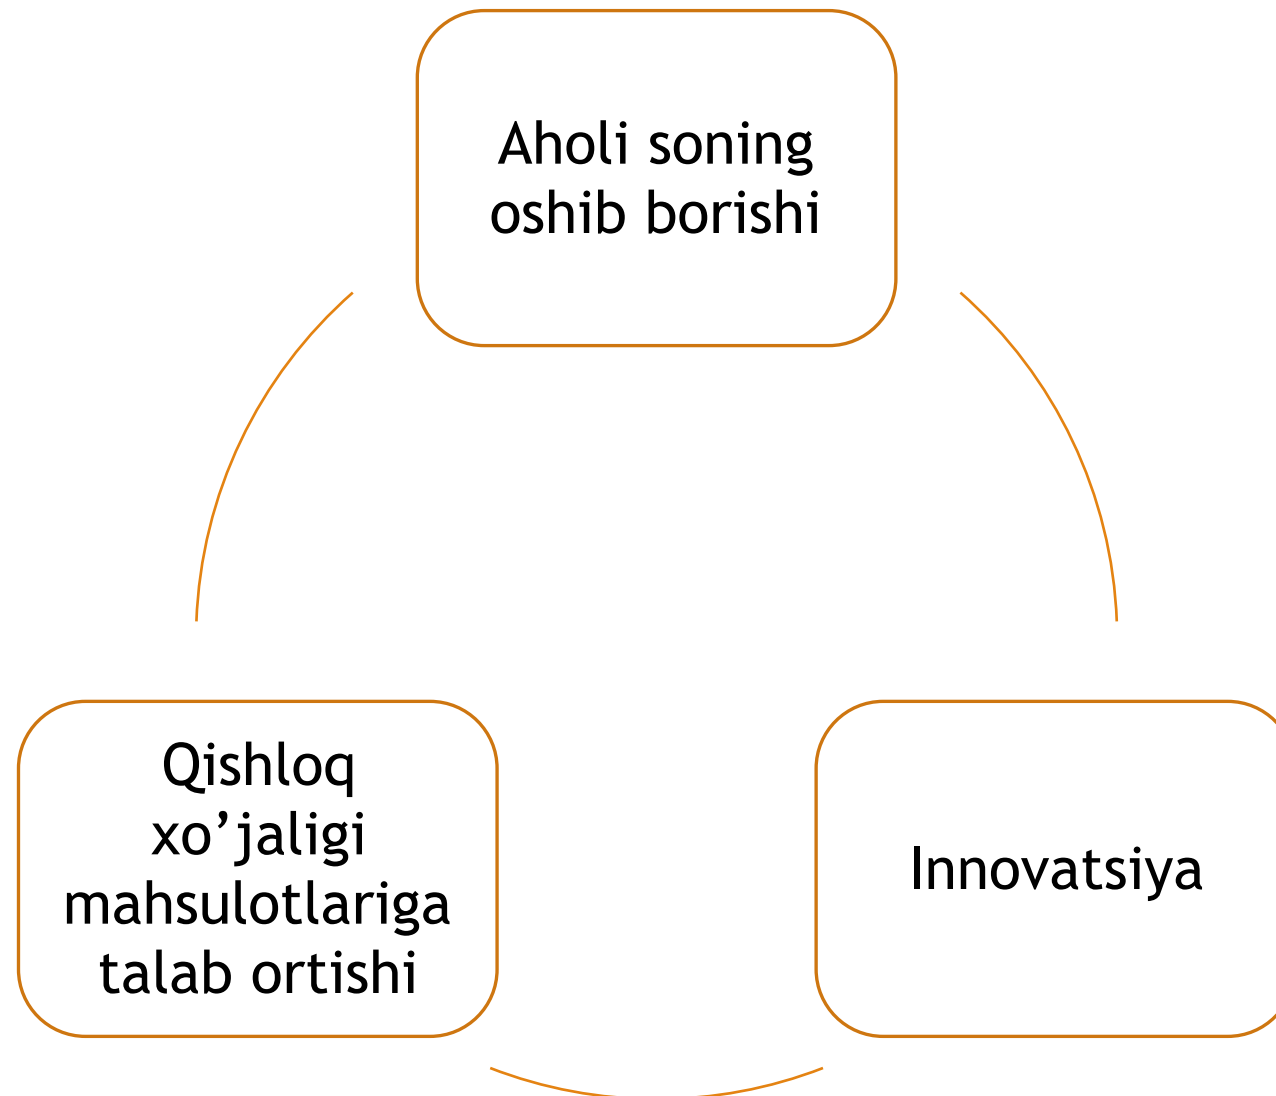 Aholi soning
oshib borishi
Qishloq
xo’jaligi
mahsulotlariga
talab ortishi
Innovatsiya